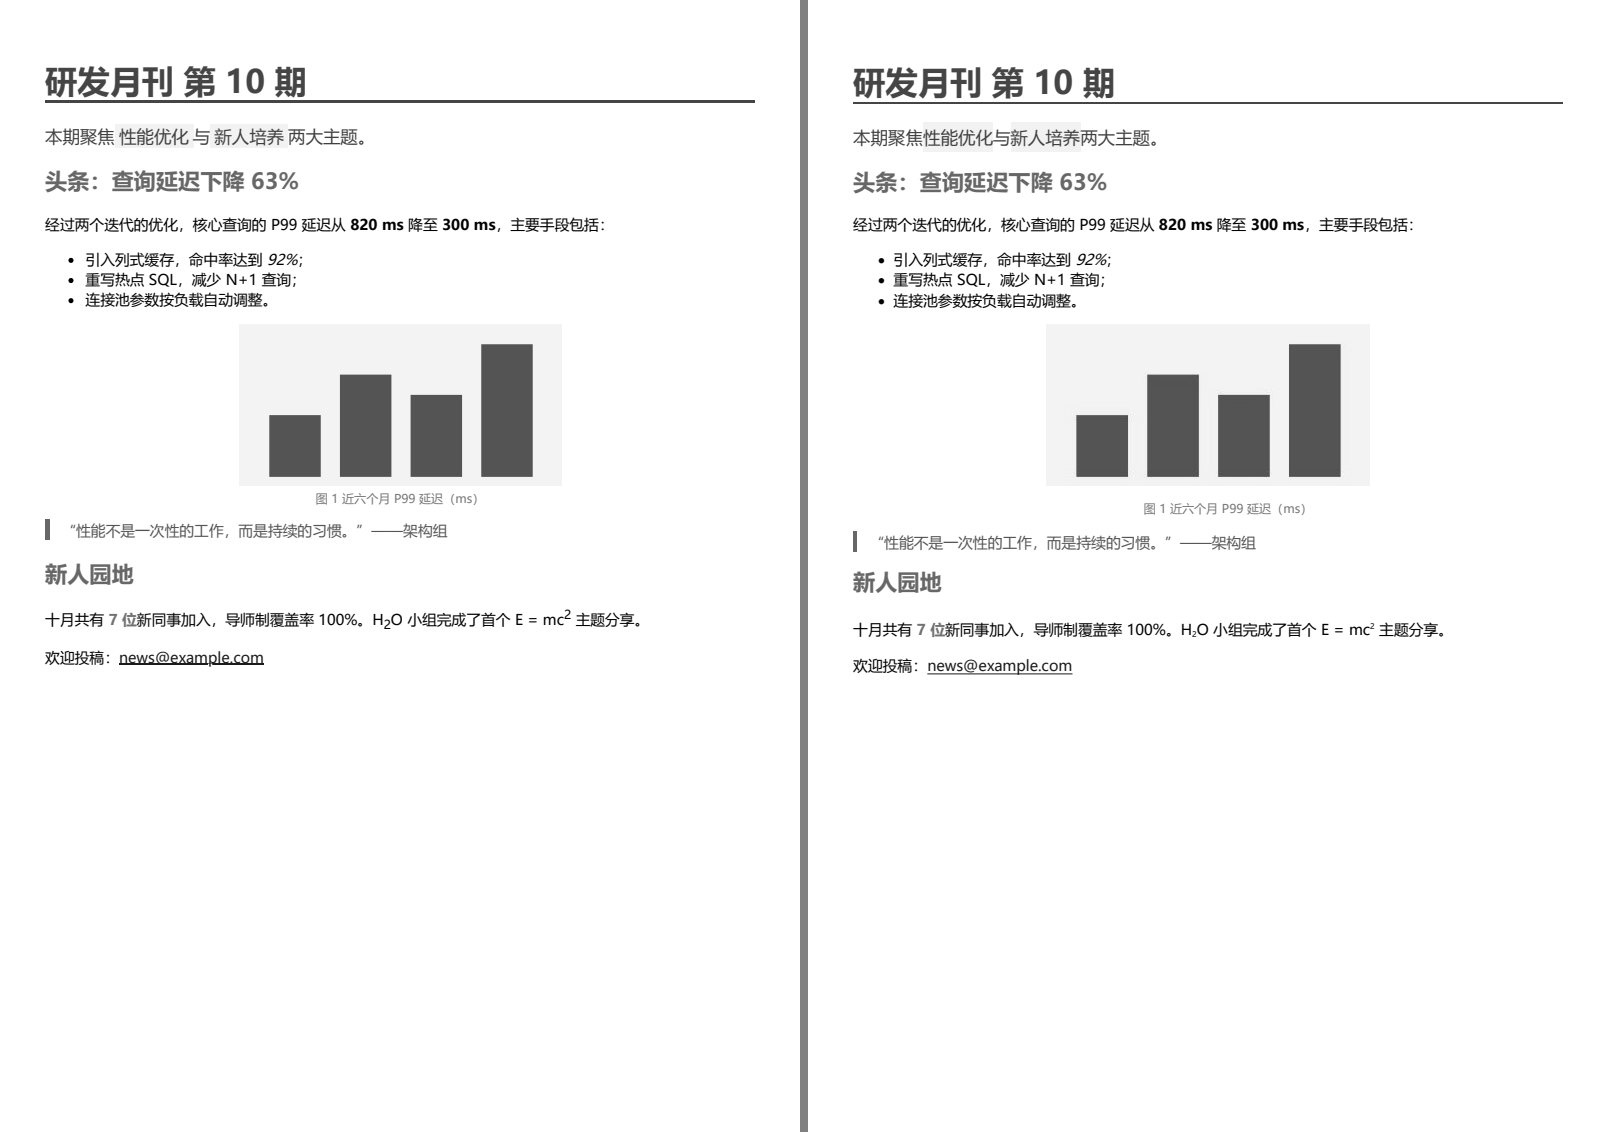 研发月刊 第 10 期
本期聚焦 性能优化 与 新人培养 两大主题。
头条：查询延迟下降 63%
经过两个迭代的优化，核心查询的 P99 延迟从 820 ms 降至 300 ms，主要手段包括：
• 引入列式缓存，命中率达到 92%；
• 重写热点 SQL，减少 N+1 查询；
• 连接池参数按负载自动调整。
图 1 近六个月 P99 延迟（ms）
“性能不是一次性的工作，而是持续的习惯。”——架构组
新人园地
十月共有 7 位新同事加入，导师制覆盖率 100%。H₂O 小组完成了首个 E = mc² 主题分享。
欢迎投稿：news@example.com
研发月刊 第 10 期
本期聚焦性能优化与新人培养两大主题。
头条：查询延迟下降 63%
经过两个迭代的优化，核心查询的 P99 延迟从 820 ms 降至 300 ms，主要手段包括：
• 引入列式缓存，命中率达到 92%；
• 重写热点 SQL，减少 N+1 查询；
• 连接池参数按负载自动调整。
图 1 近六个月 P99 延迟（ms）
“性能不是一次性的工作，而是持续的习惯。”——架构组
新人园地
十月共有 7 位新同事加入，导师制覆盖率 100%。H₂O 小组完成了首个 E = mc² 主题分享。
欢迎投稿：news@example.com